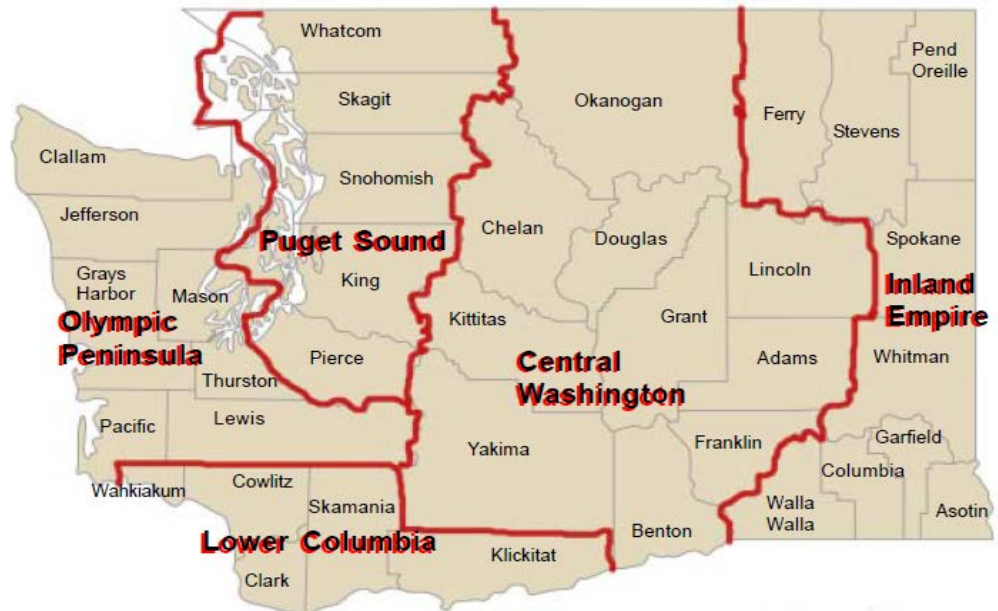 Whatcom
Pend
Oreille
Skagit
Okanogan
Ferry
Stevens
Clallam
Snohomish
Jefferson
Chelan
Douglas
Spokane
Puget Sound
Lincoln
Grays
Harbor
Mason
King
Inland
Empire
Olympic
Peninsula
Kittitas
Grant
Pierce
Adams
Whitman
Central
Washington
Thurston
Pacific
Lewis
Yakima
Franklin
Garfield
Columbia
Wahkiakum
Cowlitz
Skamania
Walla
Walla
Asotin
Benton
Lower Columbia
Klickitat
Clark